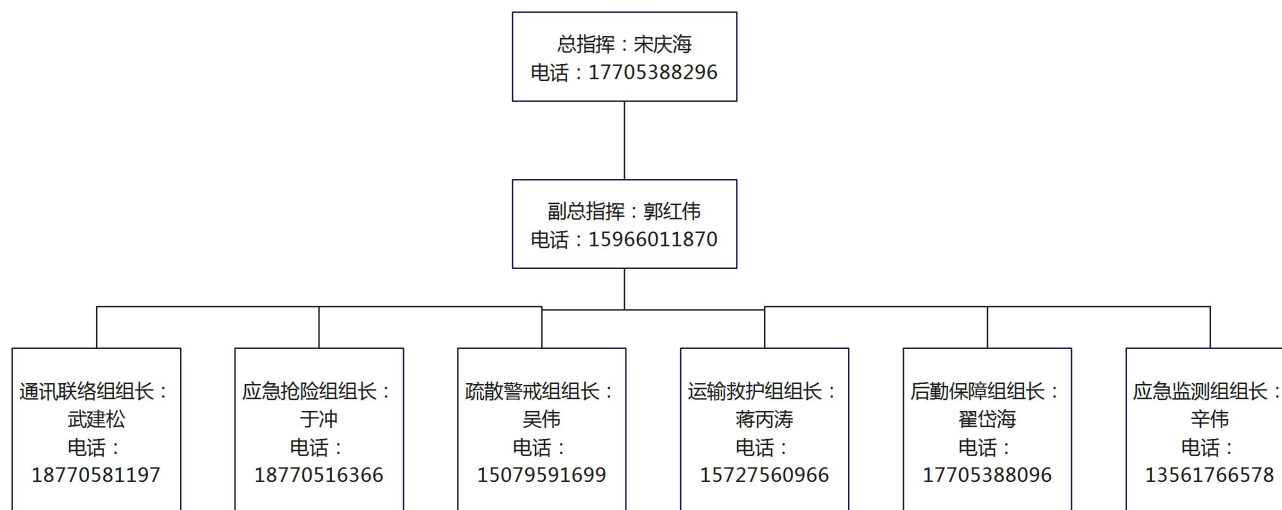 总指挥：宋庆海
电话：17705388296
副总指挥：郭红伟
电话：15966011870
通讯联络组组长：
武建松
电话：
18770581197
应急抢险组组长：
于冲
电话：
18770516366
疏散警戒组组长：
吴伟
电话：
15079591699
运输救护组组长：
蒋丙涛
电话：
15727560966
后勤保障组组长：
翟岱海
电话：
17705388096
应急监测组组长：
辛伟
电话：
13561766578